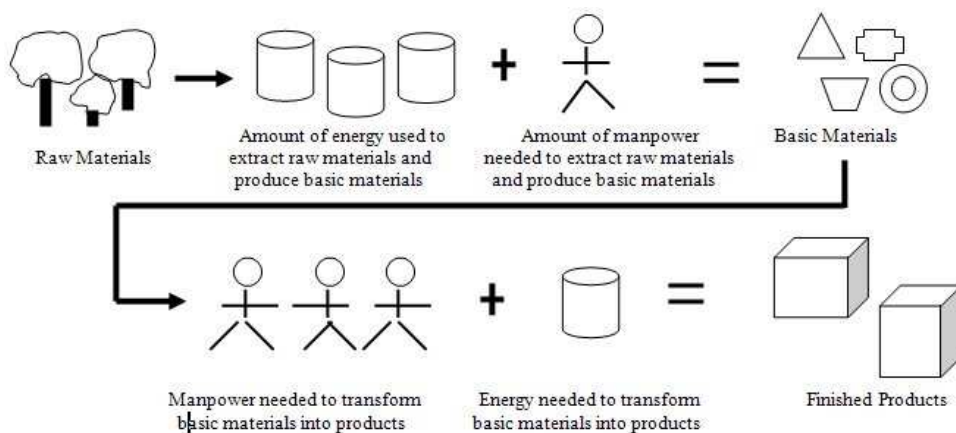 Raw Materials
Amount of energy used to
extract raw materials and
produce basic materials
Amount of manpower
needed to extract raw materials
and produce basic materials
Basic Materials
Manpower needed to transform
basic materials into products
Energy needed to transform
basic materials into products
Finished Products